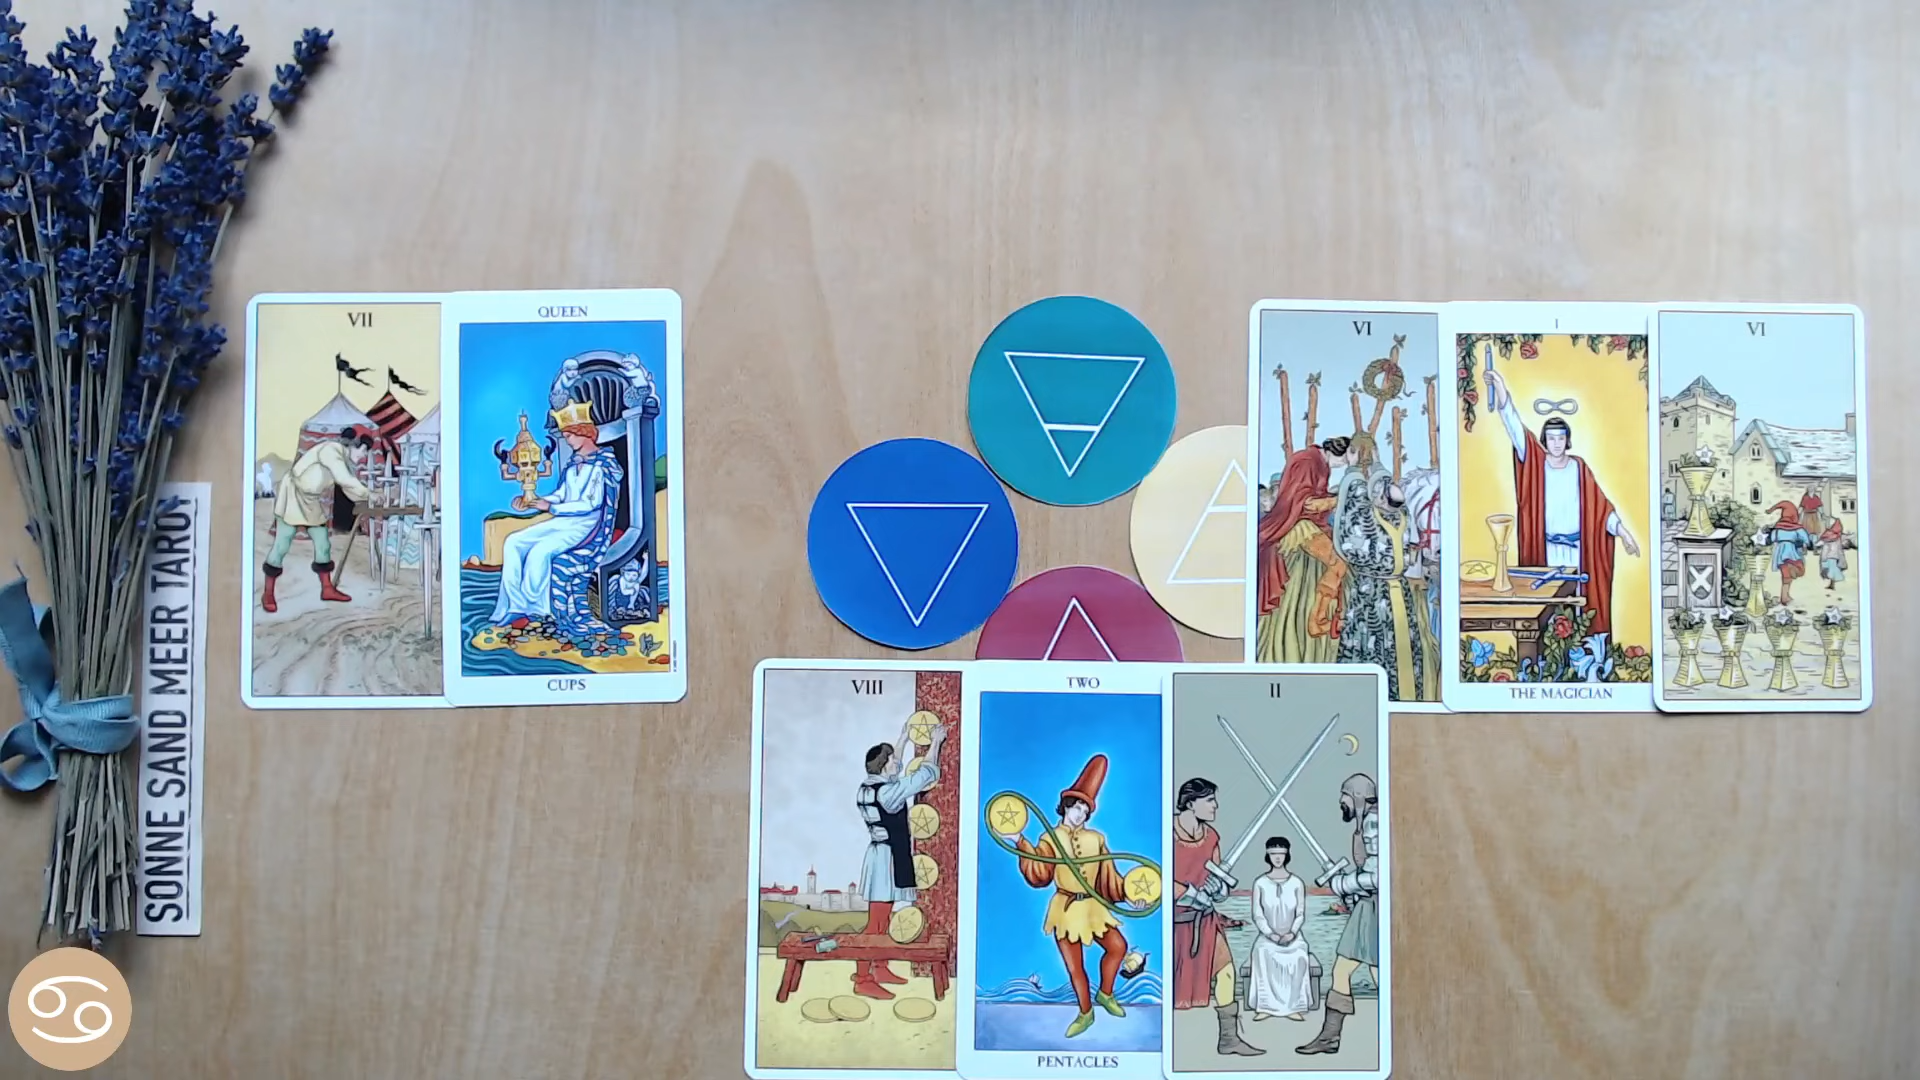 SONNE SAND MEER TAROT
VII
QUEEN
CUPS
VI
I
THE MAGICIAN
VI
VIII
TWO
PENTACLES
II